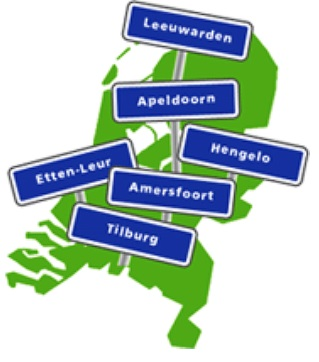 Leeuwarden
Apeldoorn
Hengelo
Etten-Leur
Amersfoort
Tilburg